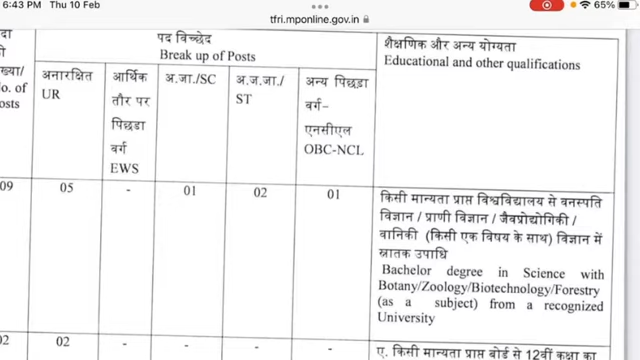 6:43 PM Thu 10 Feb
tfri.mponline.gov.in
65%
पद विच्छेद
Break up of Posts
शैक्षणिक और अन्य योग्यता
Educational and other qualifications
अनारक्षित
UR
आर्थिक
तौर पर
पिछडा
वर्ग
EWS
अ.जा./SC
अ.ज.जा./
ST
अन्य पिछड़ा
वर्ग-
एनसीएल
OBC-NCL
09 05 - 01 02 01
किसी मान्यता प्राप्त विश्वविद्यालय से वनस्पति
विज्ञान / प्राणी विज्ञान / जैवप्रोद्योगिकी /
वानिकी (किसी एक विषय के साथ) विज्ञान में
स्नातक उपाधि
Bachelor degree in Science with
Botany/Zoology/Biotechnology/Forestry
(as a subject) from a recognized
University
02 02 - - - -
ए. किसी मान्यता प्राप्त बोर्ड से 12वीं कक्षा का